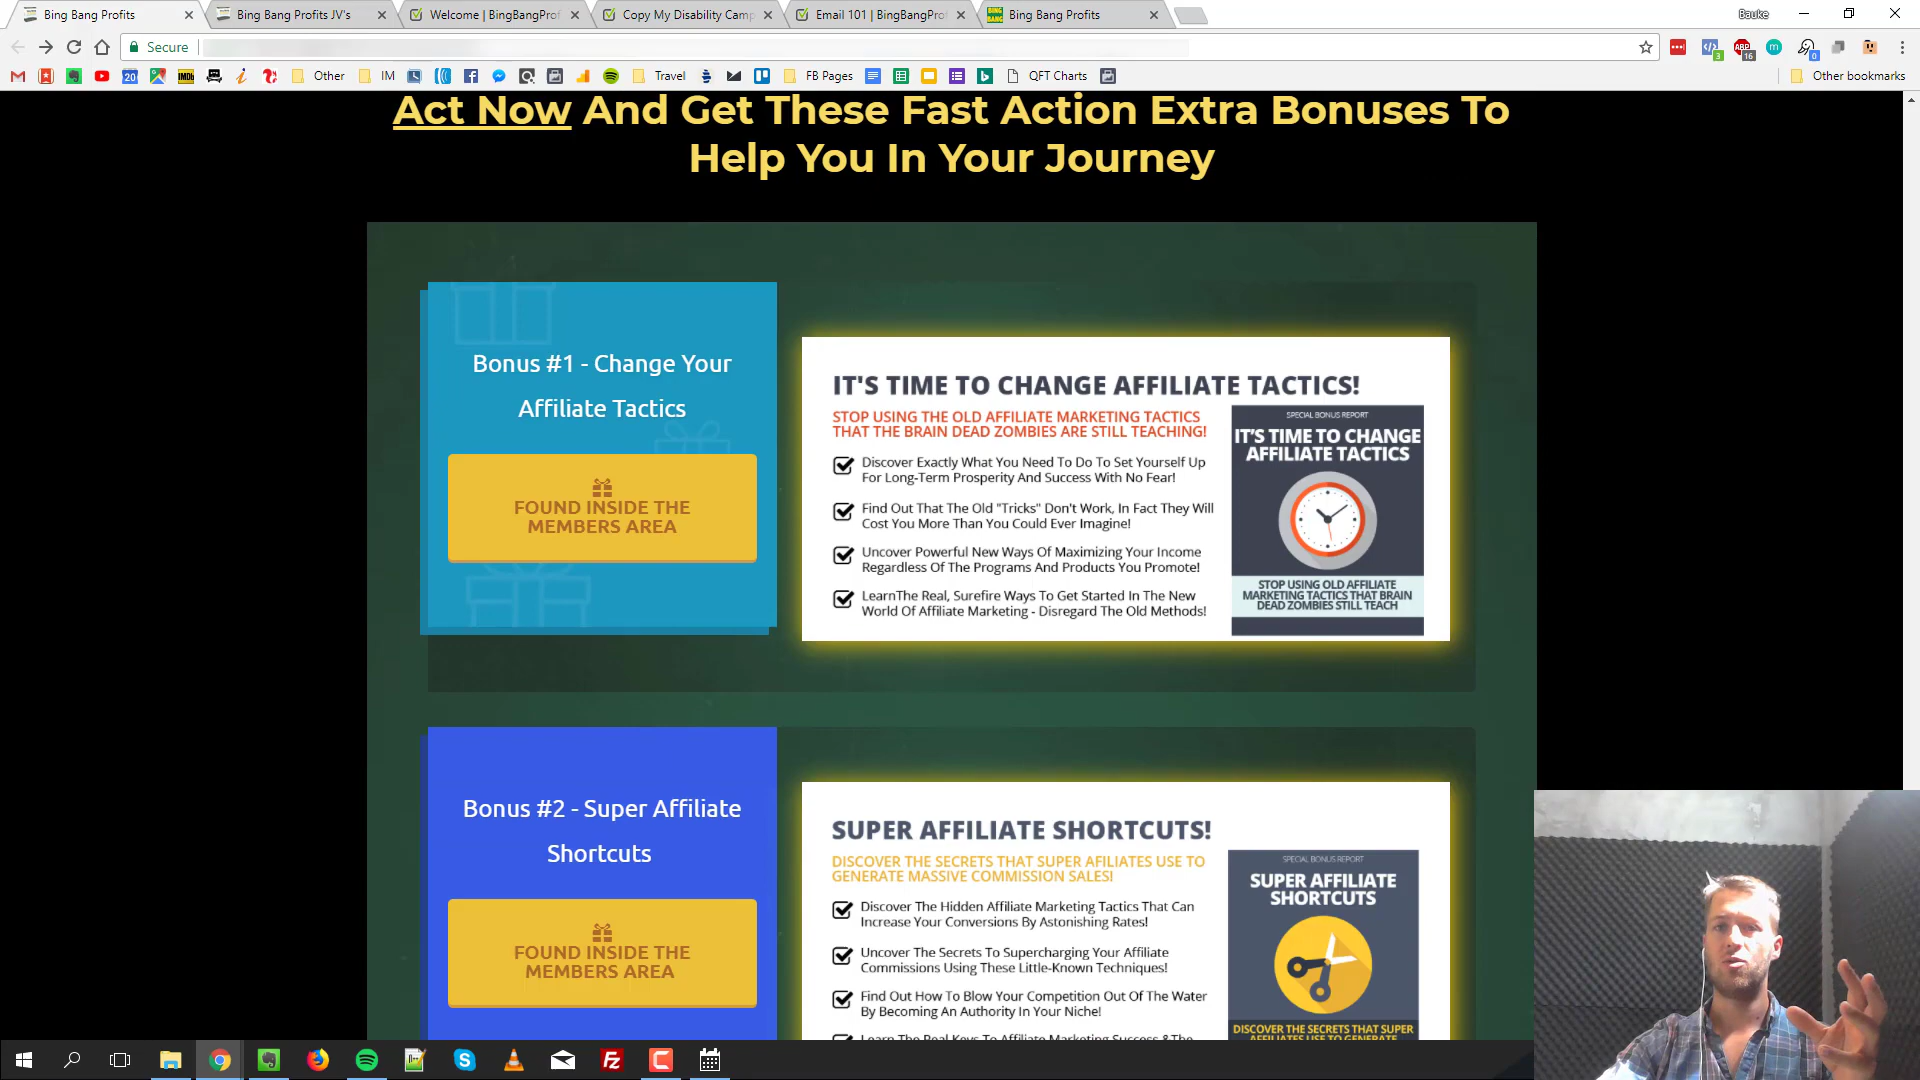 Bing Bang Profits
Bing Bang Profits JV's
Welcome | BingBangProf
Copy My Disability Camp
Email 101 | BingBangProf
Bing Bang Profits
Bauke
Secure
Other
IM
Travel
FB Pages
QFT Charts
Other bookmarks
Act Now And Get These Fast Action Extra Bonuses To
Help You In Your Journey
Bonus #1 - Change Your
Affiliate Tactics
FOUND INSIDE THE
MEMBERS AREA
IT'S TIME TO CHANGE AFFILIATE TACTICS!
STOP USING THE OLD AFFILIATE MARKETING TACTICS
THAT THE BRAIN DEAD ZOMBIES ARE STILL TEACHING!
Discover Exactly What You Need To Do To Set Yourself Up
For Long-Term Prosperity And Success With No Fear!
Find Out That The Old "Tricks" Don't Work, In Fact They Will
Cost You More Than You Could Ever Imagine!
Uncover Powerful New Ways Of Maximizing Your Income
Regardless Of The Programs And Products You Promote!
LearnThe Real, Surefire Ways To Get Started In The New
World Of Affiliate Marketing - Disregard The Old Methods!
SPECIAL BONUS REPORT
IT'S TIME TO CHANGE
AFFILIATE TACTICS
STOP USING OLD AFFILIATE
MARKETING TACTICS THAT BRAIN
DEAD ZOMBIES STILL TEACH
Bonus #2 - Super Affiliate
Shortcuts
FOUND INSIDE THE
MEMBERS AREA
SUPER AFFILIATE SHORTCUTS!
DISCOVER THE SECRETS THAT SUPER AFILIATES USE TO
GENERATE MASSIVE COMMISSION SALES!
Discover The Hidden Affiliate Marketing Tactics That Can
Increase Your Conversions By Astonishing Rates!
Uncover The Secrets To Supercharging Your Affiliate
Commissions Using These Little-Known Techniques!
Find Out How To Blow Your Competition Out Of The Water
By Becoming An Authority In Your Niche!
Learn The Real Keys To Affiliate Marketing Success &The
SPECIAL BONUS REPORT
SUPER AFFILIATE
SHORTCUTS
DISCOVER THE SECRETS THAT SUPER
AFILIATES USE TO GENERATE